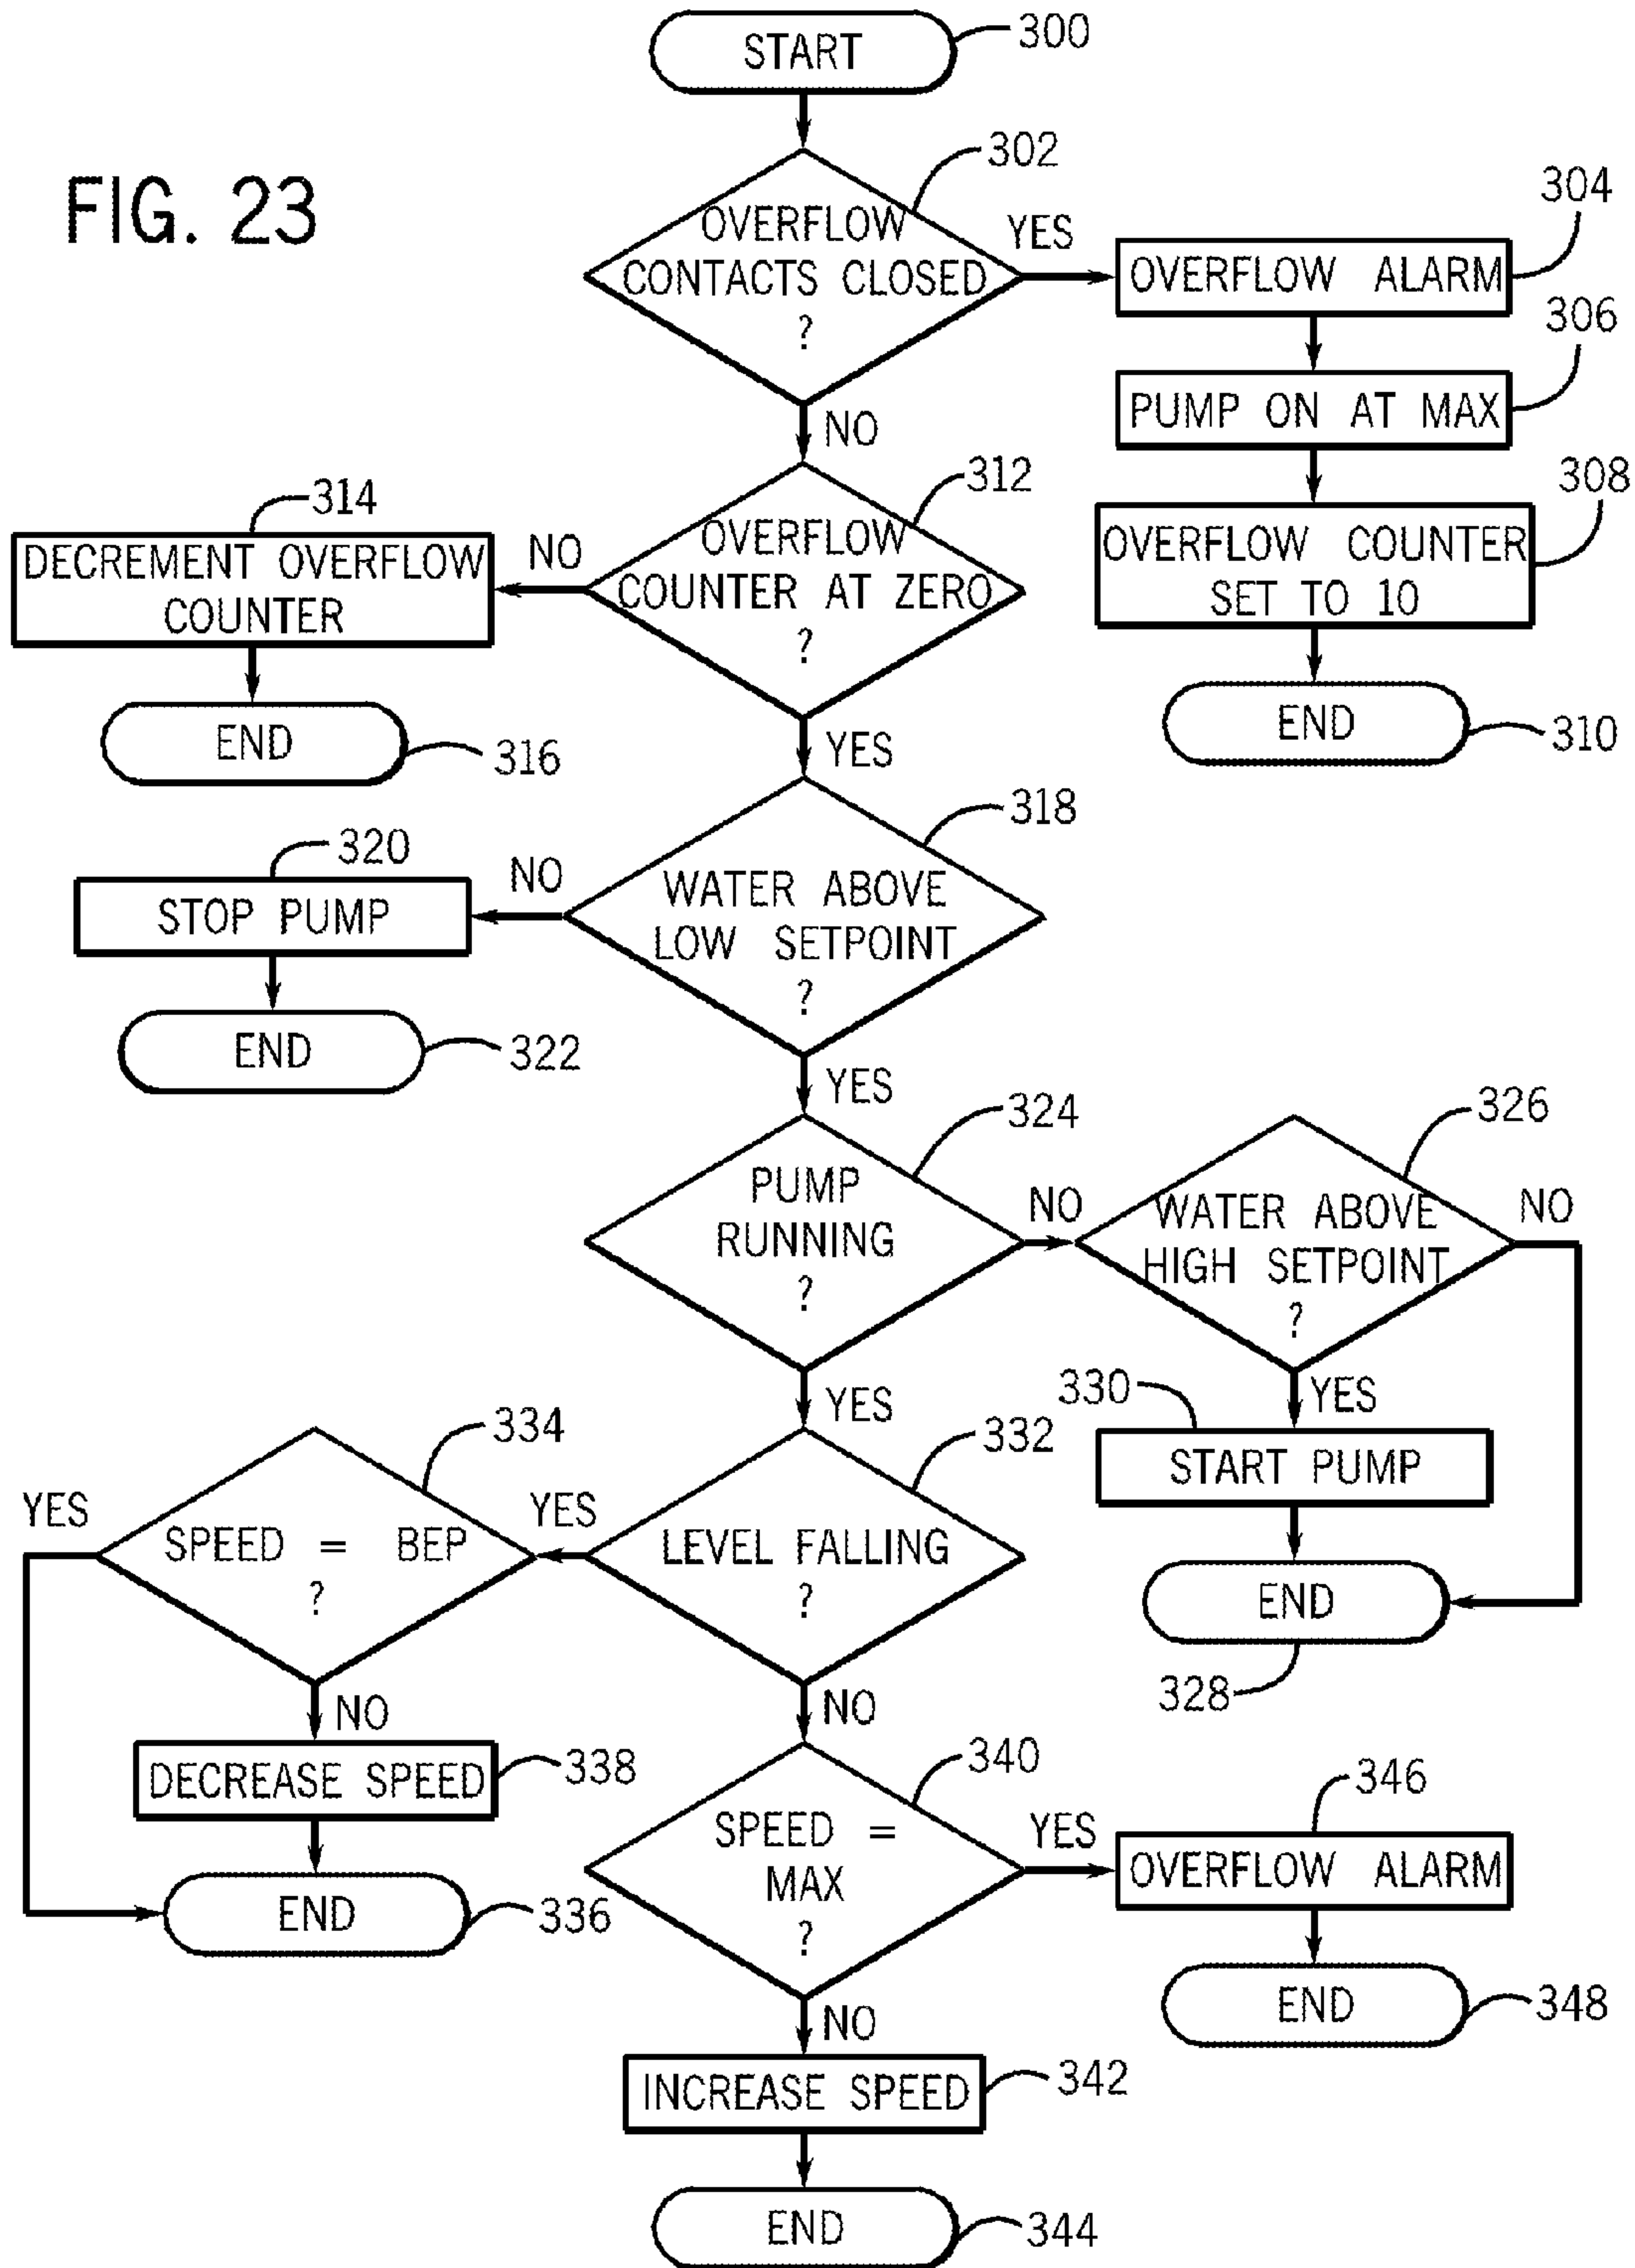 FIG. 23
START
300
302
OVERFLOW
CONTACTS CLOSED
?
YES
NO
304
OVERFLOW ALARM
306
PUMP ON AT MAX
308
OVERFLOW COUNTER
SET TO 10
END
310
312
OVERFLOW
COUNTER AT ZERO
?
NO
YES
314
DECREMENT OVERFLOW
COUNTER
END
316
318
WATER ABOVE
LOW SETPOINT
?
NO
YES
320
STOP PUMP
END
322
324
PUMP
RUNNING
?
NO
YES
326
WATER ABOVE
HIGH SETPOINT
?
NO
YES
330
START PUMP
END
328
332
LEVEL FALLING
?
YES
NO
334
SPEED = BEP
?
YES
NO
338
DECREASE SPEED
END
336
340
SPEED =
MAX
?
YES
NO
346
OVERFLOW ALARM
END
348
INCREASE SPEED
342
END
344